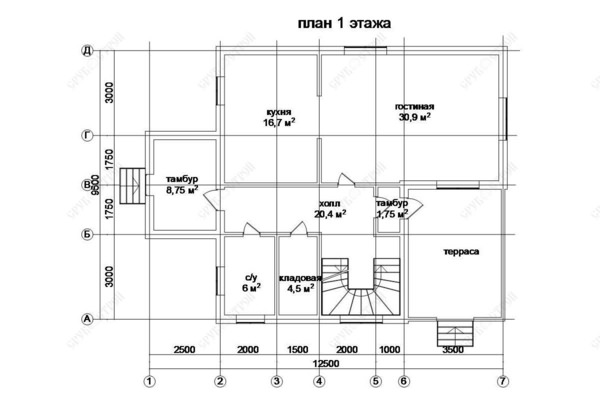 план 1 этажа
Д
Г
В
Б
А
3000
1750
9500
1750
3000
кухня
16,7 м²
гостиная
30,9 м²
тамбур
8,75 м²
холл
20,4 м²
тамбур
1,75 м²
терраса
с/у
6 м²
кладовая
4,5 м²
2500 2000 1500 2000 1000 3500
12500
1 2 3 4 5 6 7